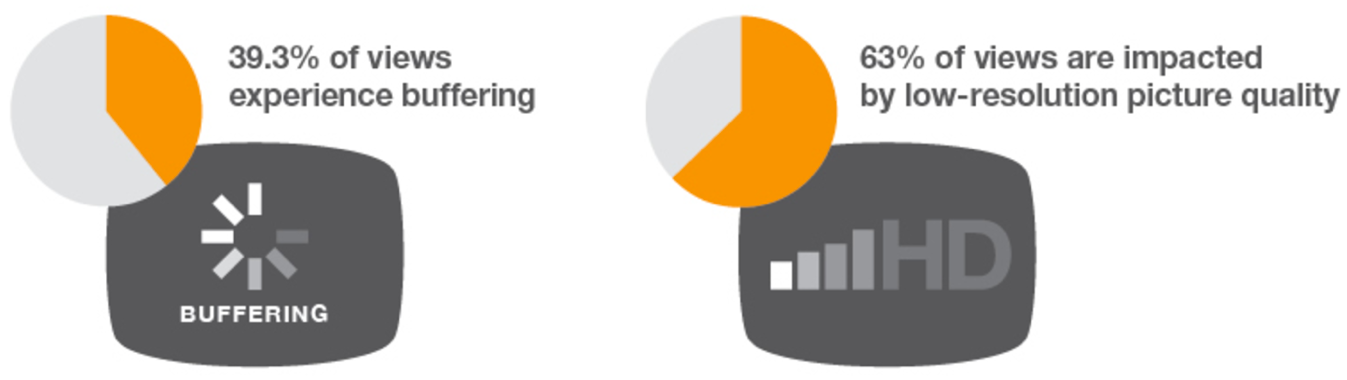 39.3% of views
experience buffering
BUFFERING
63% of views are impacted
by low-resolution picture quality
HD